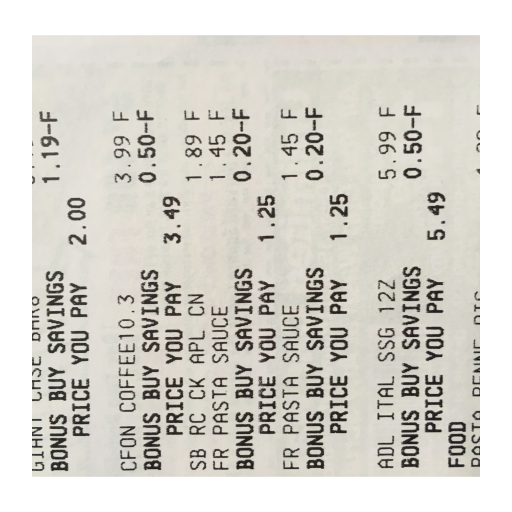 GIANT CASE BARS
BONUS BUY SAVINGS 1.19-F
PRICE YOU PAY 2.00
CFON COFFEE10.3 3.99 F
BONUS BUY SAVINGS 0.50-F
PRICE YOU PAY 3.49
SB RC CK APL CN 1.89 F
FR PASTA SAUCE 1.45 F
BONUS BUY SAVINGS 0.20-F
PRICE YOU PAY 1.25
FR PASTA SAUCE 1.45 F
BONUS BUY SAVINGS 0.20-F
PRICE YOU PAY 1.25
ADL ITAL SSG 12Z 5.99 F
BONUS BUY SAVINGS 0.50-F
PRICE YOU PAY 5.49
FOOD
PASTA PENNE RIG